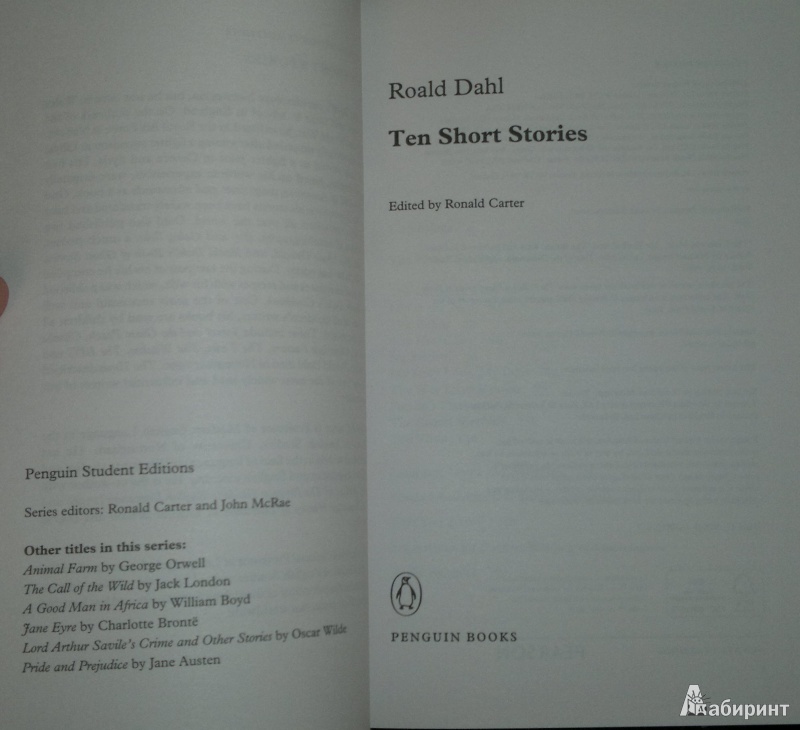 Penguin Student Editions
Series editors: Ronald Carter and John McRae
Other titles in this series:
Animal Farm by George Orwell
The Call of the Wild by Jack London
A Good Man in Africa by William Boyd
Jane Eyre by Charlotte Brontë
Lord Arthur Savile's Crime and Other Stories by Oscar Wilde
Pride and Prejudice by Jane Austen
Roald Dahl
Ten Short Stories
Edited by Ronald Carter
PENGUIN BOOKS
Лабиринт